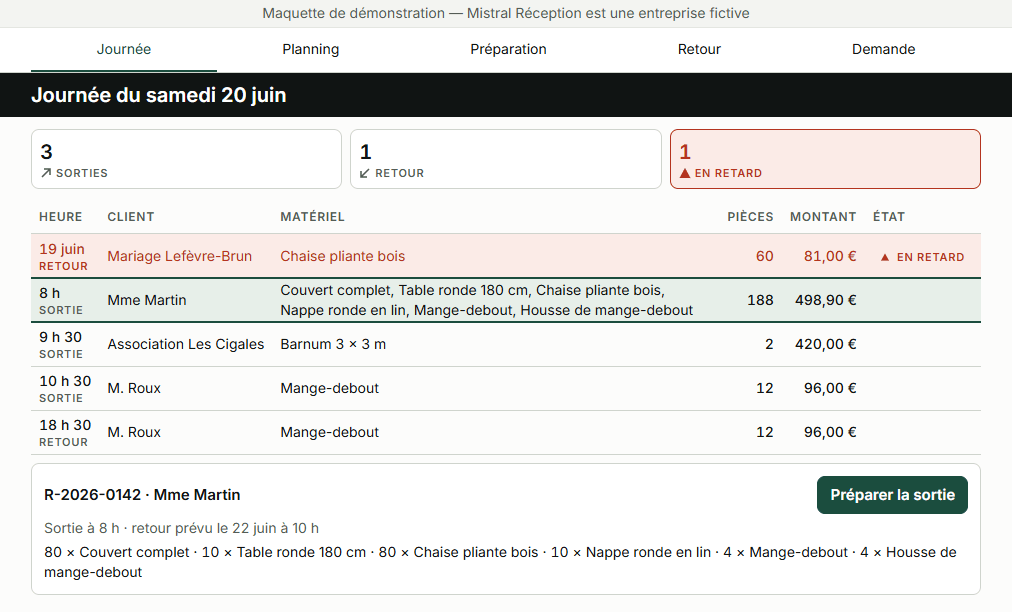 Maquette de démonstration — Mistral Réception est une entreprise fictive
Journée Planning Préparation Retour Demande
Journée du samedi 20 juin
3
SORTIES
1
RETOUR
1
EN RETARD
HEURE CLIENT MATÉRIEL PIÈCES MONTANT ÉTAT
19 juin
RETOUR
Mariage Lefèvre-Brun Chaise pliante bois 60 81,00 € EN RETARD
8 h
SORTIE
Mme Martin
Couvert complet, Table ronde 180 cm, Chaise pliante bois,
Nappe ronde en lin, Mange-debout, Housse de mange-debout
188 498,90 €
9 h 30
SORTIE
Association Les Cigales Barnum 3 × 3 m 2 420,00 €
10 h 30
SORTIE
M. Roux Mange-debout 12 96,00 €
18 h 30
RETOUR
M. Roux Mange-debout 12 96,00 €
R-2026-0142 · Mme Martin
Préparer la sortie
Sortie à 8 h · retour prévu le 22 juin à 10 h
80 × Couvert complet · 10 × Table ronde 180 cm · 80 × Chaise pliante bois · 10 × Nappe ronde en lin · 4 × Mange-debout · 4 × Housse de
mange-debout